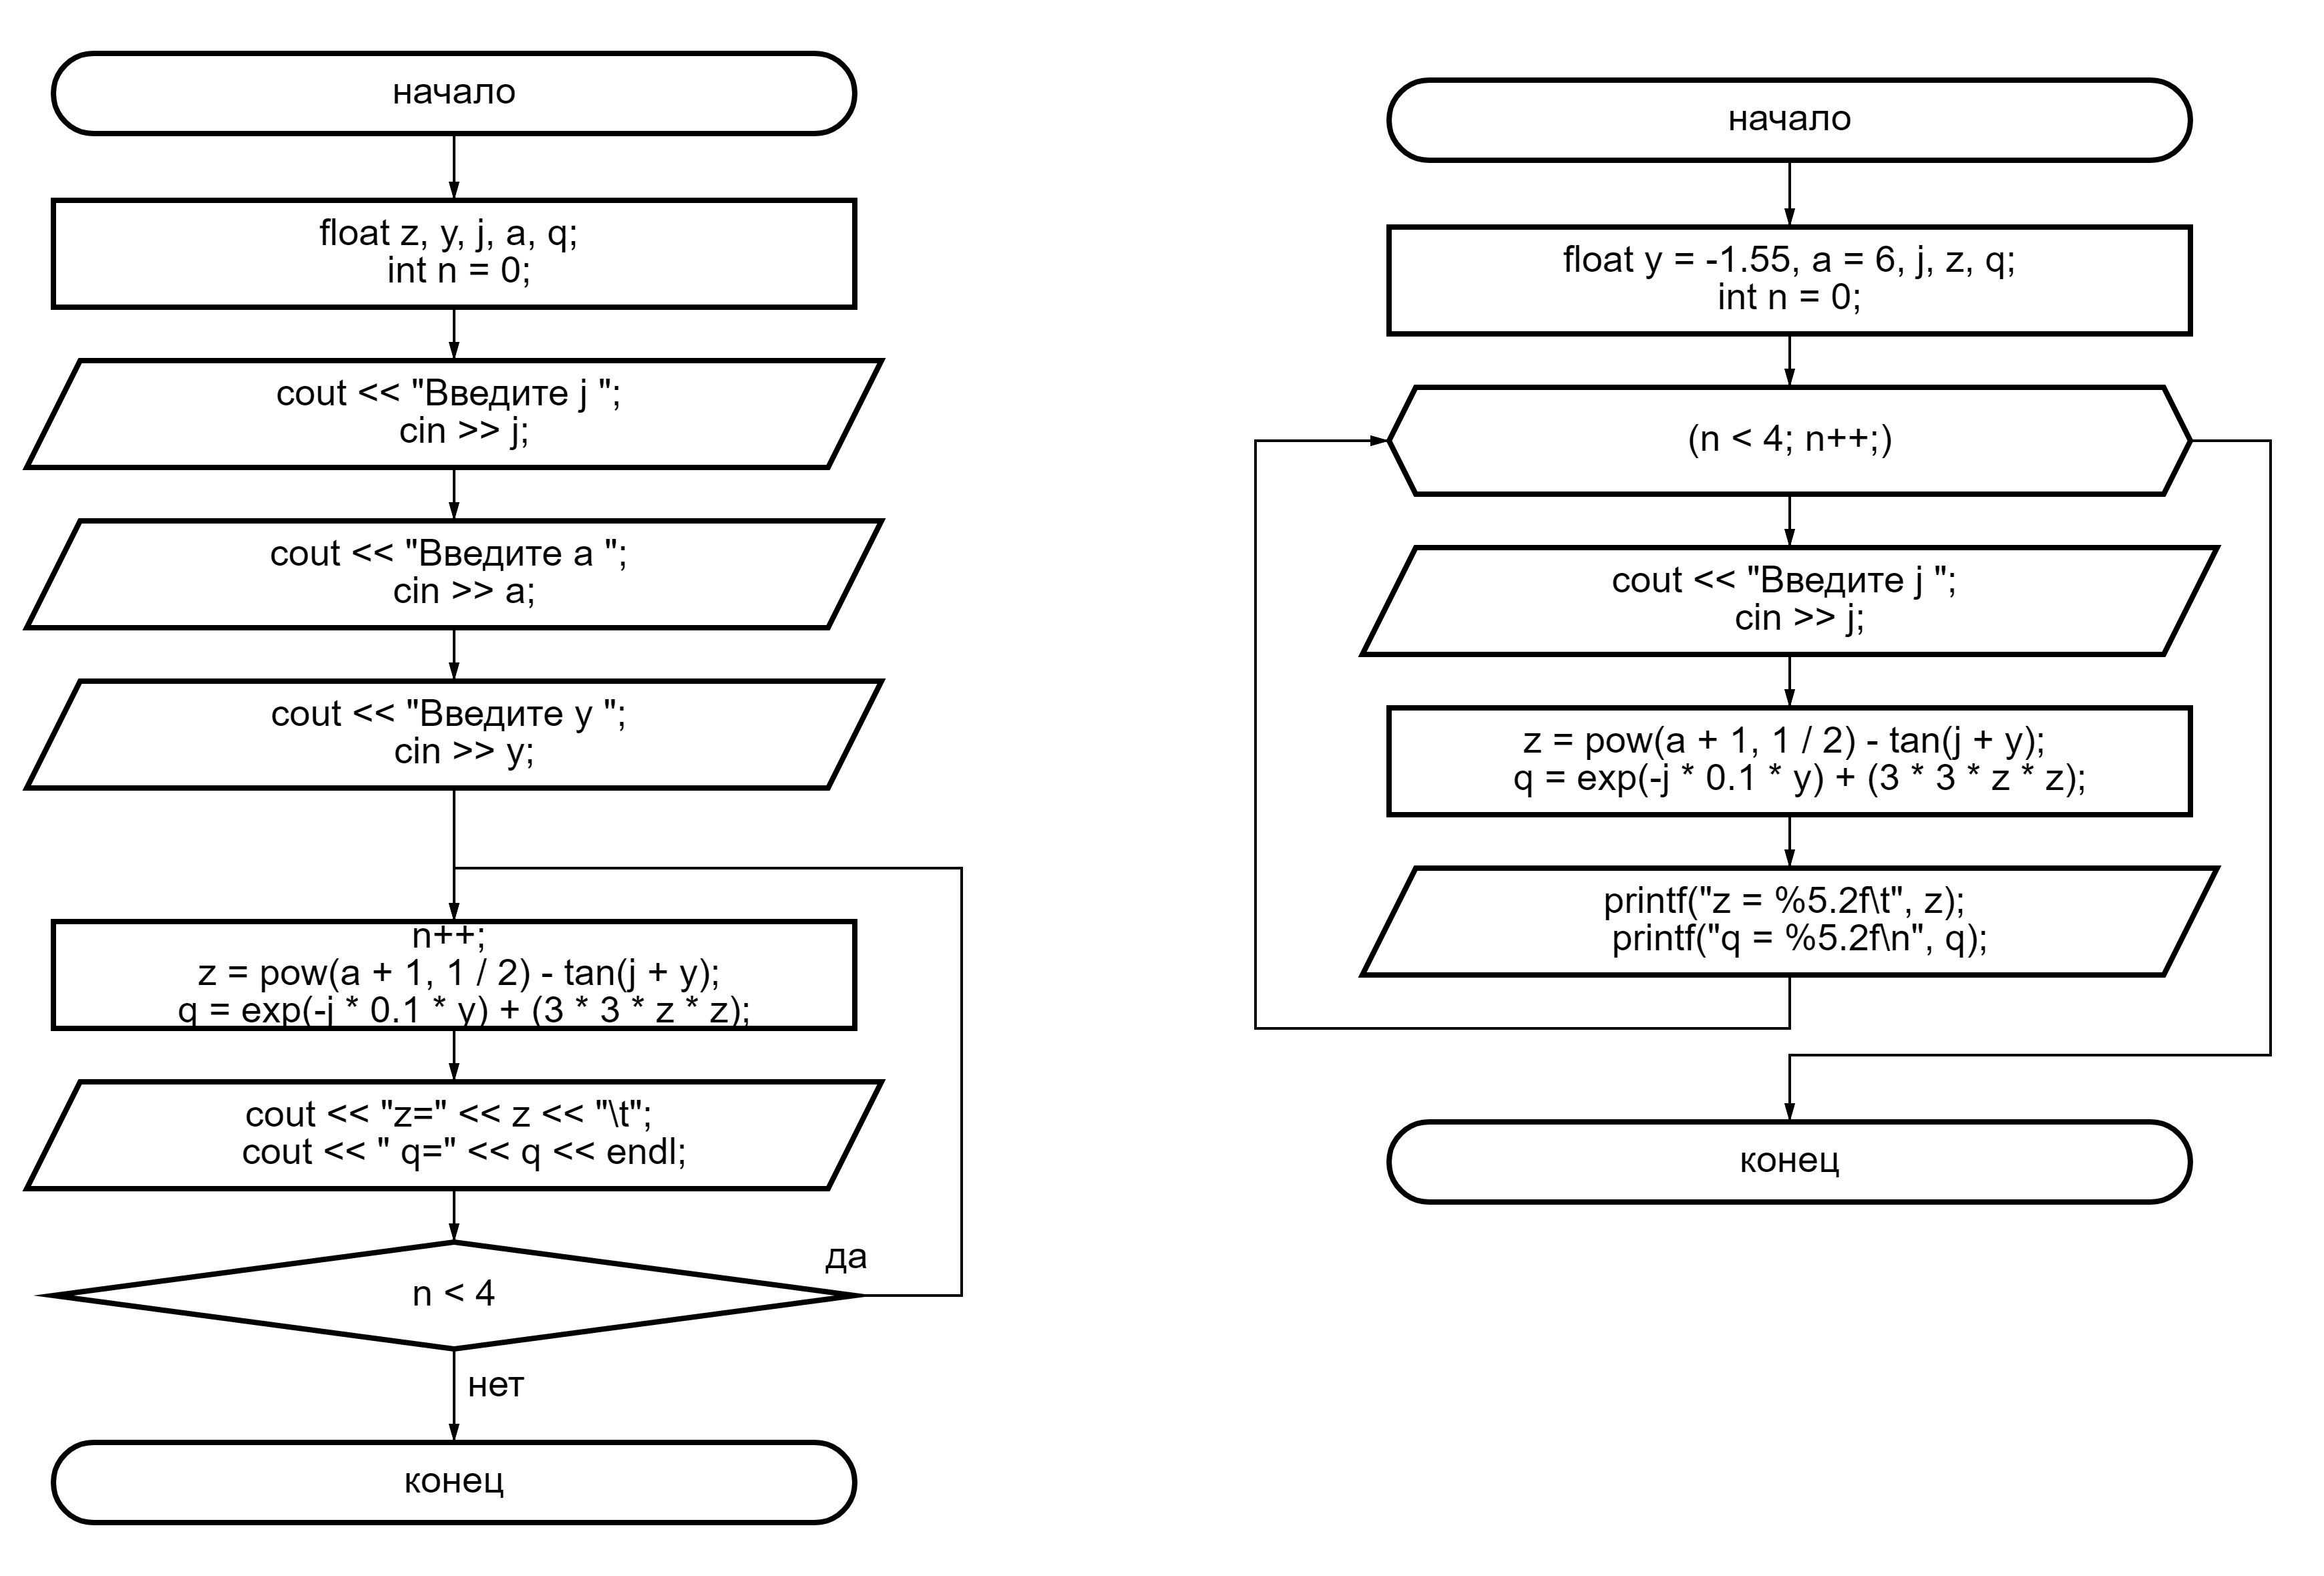 начало
float z, y, j, a, q;
int n = 0;
cout << "Введите j ";
cin >> j;
cout << "Введите a ";
cin >> a;
cout << "Введите y ";
cin >> y;
n++;
z = pow(a + 1, 1 / 2) - tan(j + y);
q = exp(-j * 0.1 * y) + (3 * 3 * z * z);
cout << "z=" << z << "\t";
cout << " q=" << q << endl;
да
n < 4
нет
конец
начало
float y = -1.55, a = 6, j, z, q;
int n = 0;
(n < 4; n++;)
cout << "Введите j ";
cin >> j;
z = pow(a + 1, 1 / 2) - tan(j + y);
q = exp(-j * 0.1 * y) + (3 * 3 * z * z);
printf("z = %5.2f\t", z);
printf("q = %5.2f\n", q);
конец